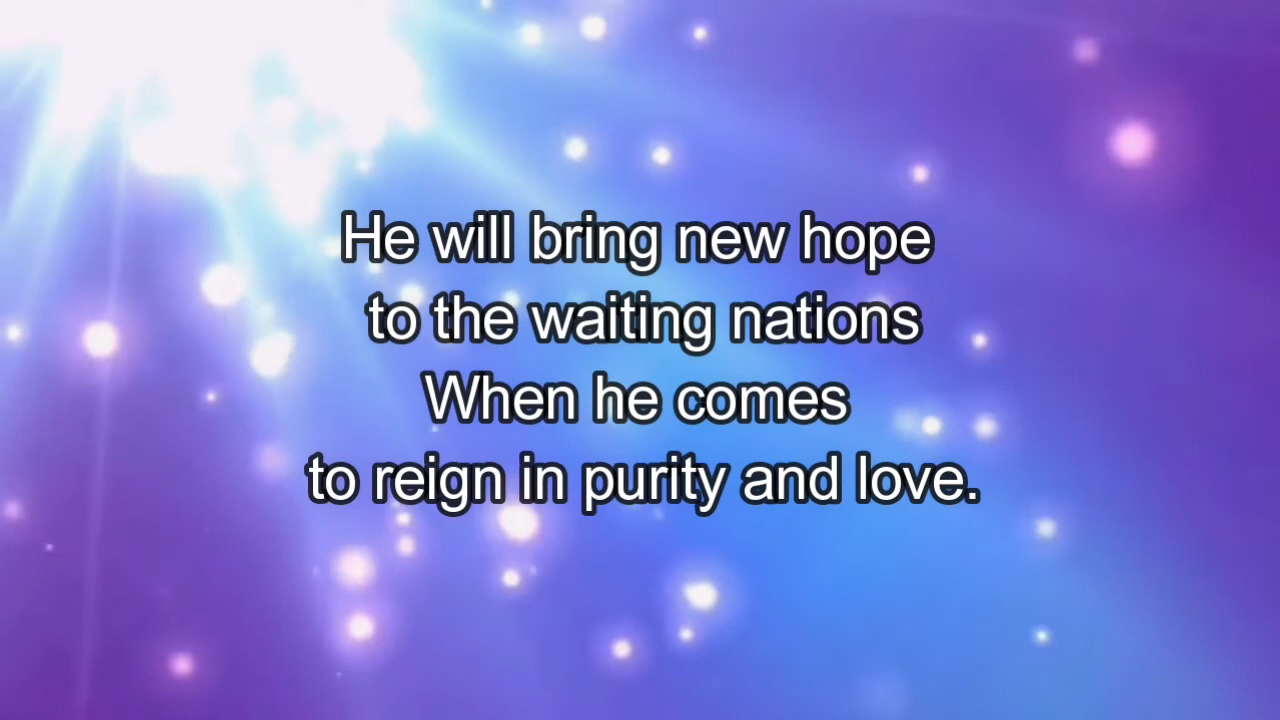 He will bring new hope
to the waiting nations
When he comes
to reign in purity and love.